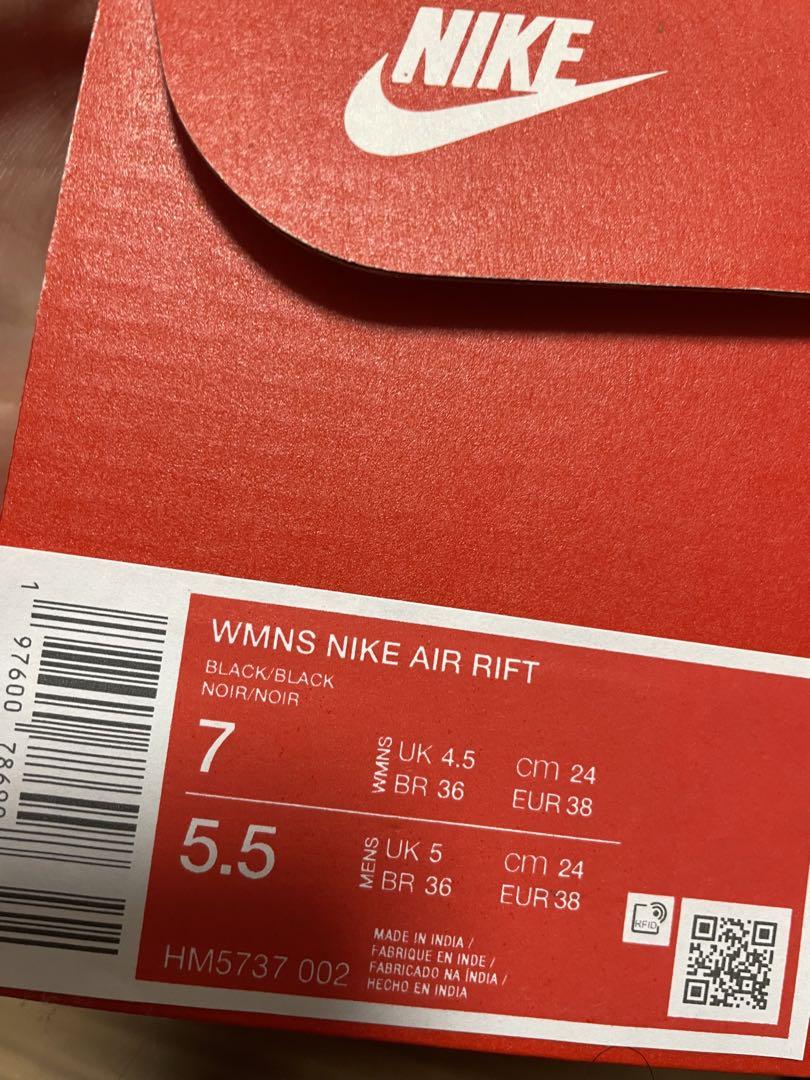 NIKE
WMNS NIKE AIR RIFT
BLACK/BLACK
NOIR/NOIR
7
WMNS
UK 4.5
cm 24
BR 36
EUR 38
5.5
MENS
UK 5
cm 24
BR 36
EUR 38
HM5737 002
MADE IN INDIA /
FABRIQUE EN INDE /
FABRICADO NA ÍNDIA /
HECHO EN INDIA
RFID
1 97600